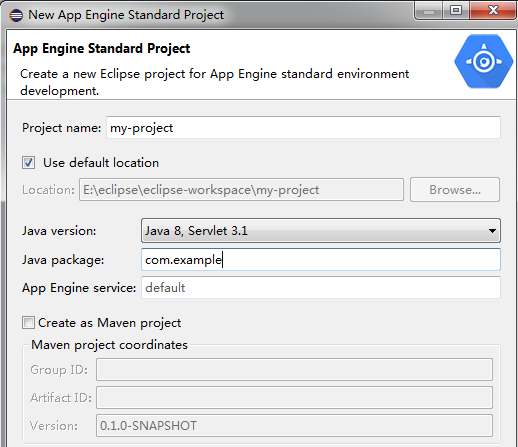 New App Engine Standard Project
App Engine Standard Project
Create a new Eclipse project for App Engine standard environment
development.
Project name: my-project
Use default location
Location: E:\eclipse\eclipse-workspace\my-project Browse...
Java version: Java 8, Servlet 3.1
Java package: com.example
App Engine service: default
Create as Maven project
Maven project coordinates
Group ID:
Artifact ID:
Version: 0.1.0-SNAPSHOT